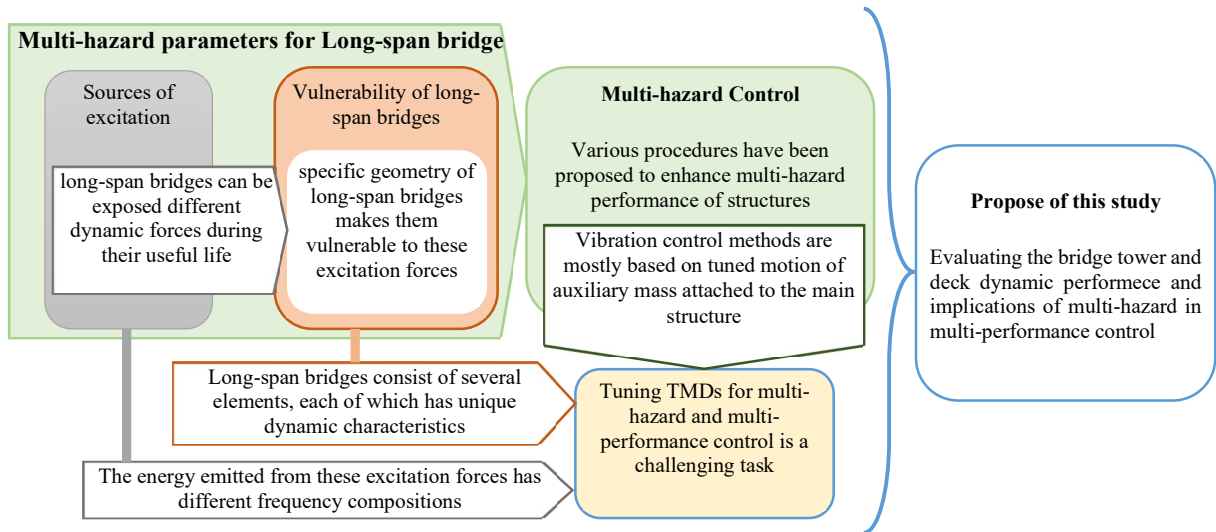 Multi-hazard parameters for Long-span bridge
Sources of
excitation
long-span bridges can be
exposed different
dynamic forces during
their useful life
Vulnerability of long-
span bridges
specific geometry of
long-span bridges
makes them
vulnerable to these
excitation forces
Multi-hazard Control
Various procedures have been
proposed to enhance multi-hazard
performance of structures
Vibration control methods are
mostly based on tuned motion of
auxiliary mass attached to the main
structure
Long-span bridges consist of several
elements, each of which has unique
dynamic characteristics
The energy emitted from these excitation forces has
different frequency compositions
Tuning TMDs for multi-
hazard and multi-
performance control is a
challenging task
Propose of this study
Evaluating the bridge tower and
deck dynamic performece and
implications of multi-hazard in
multi-performance control